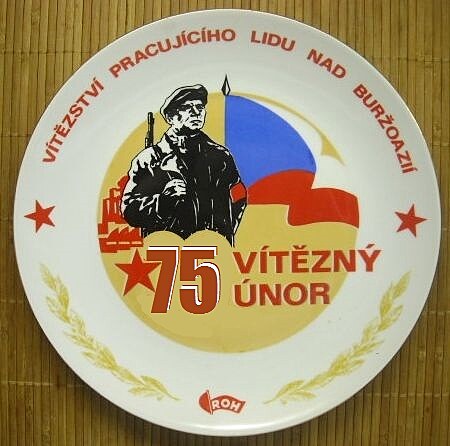 VÍTĚZSTVÍ PRACUJÍCÍHO LIDU NAD BURŽOAZIÍ
75 VÍTĚZNÝ
ÚNOR
ROH